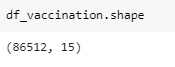 df_vaccination.shape
(86512, 15)